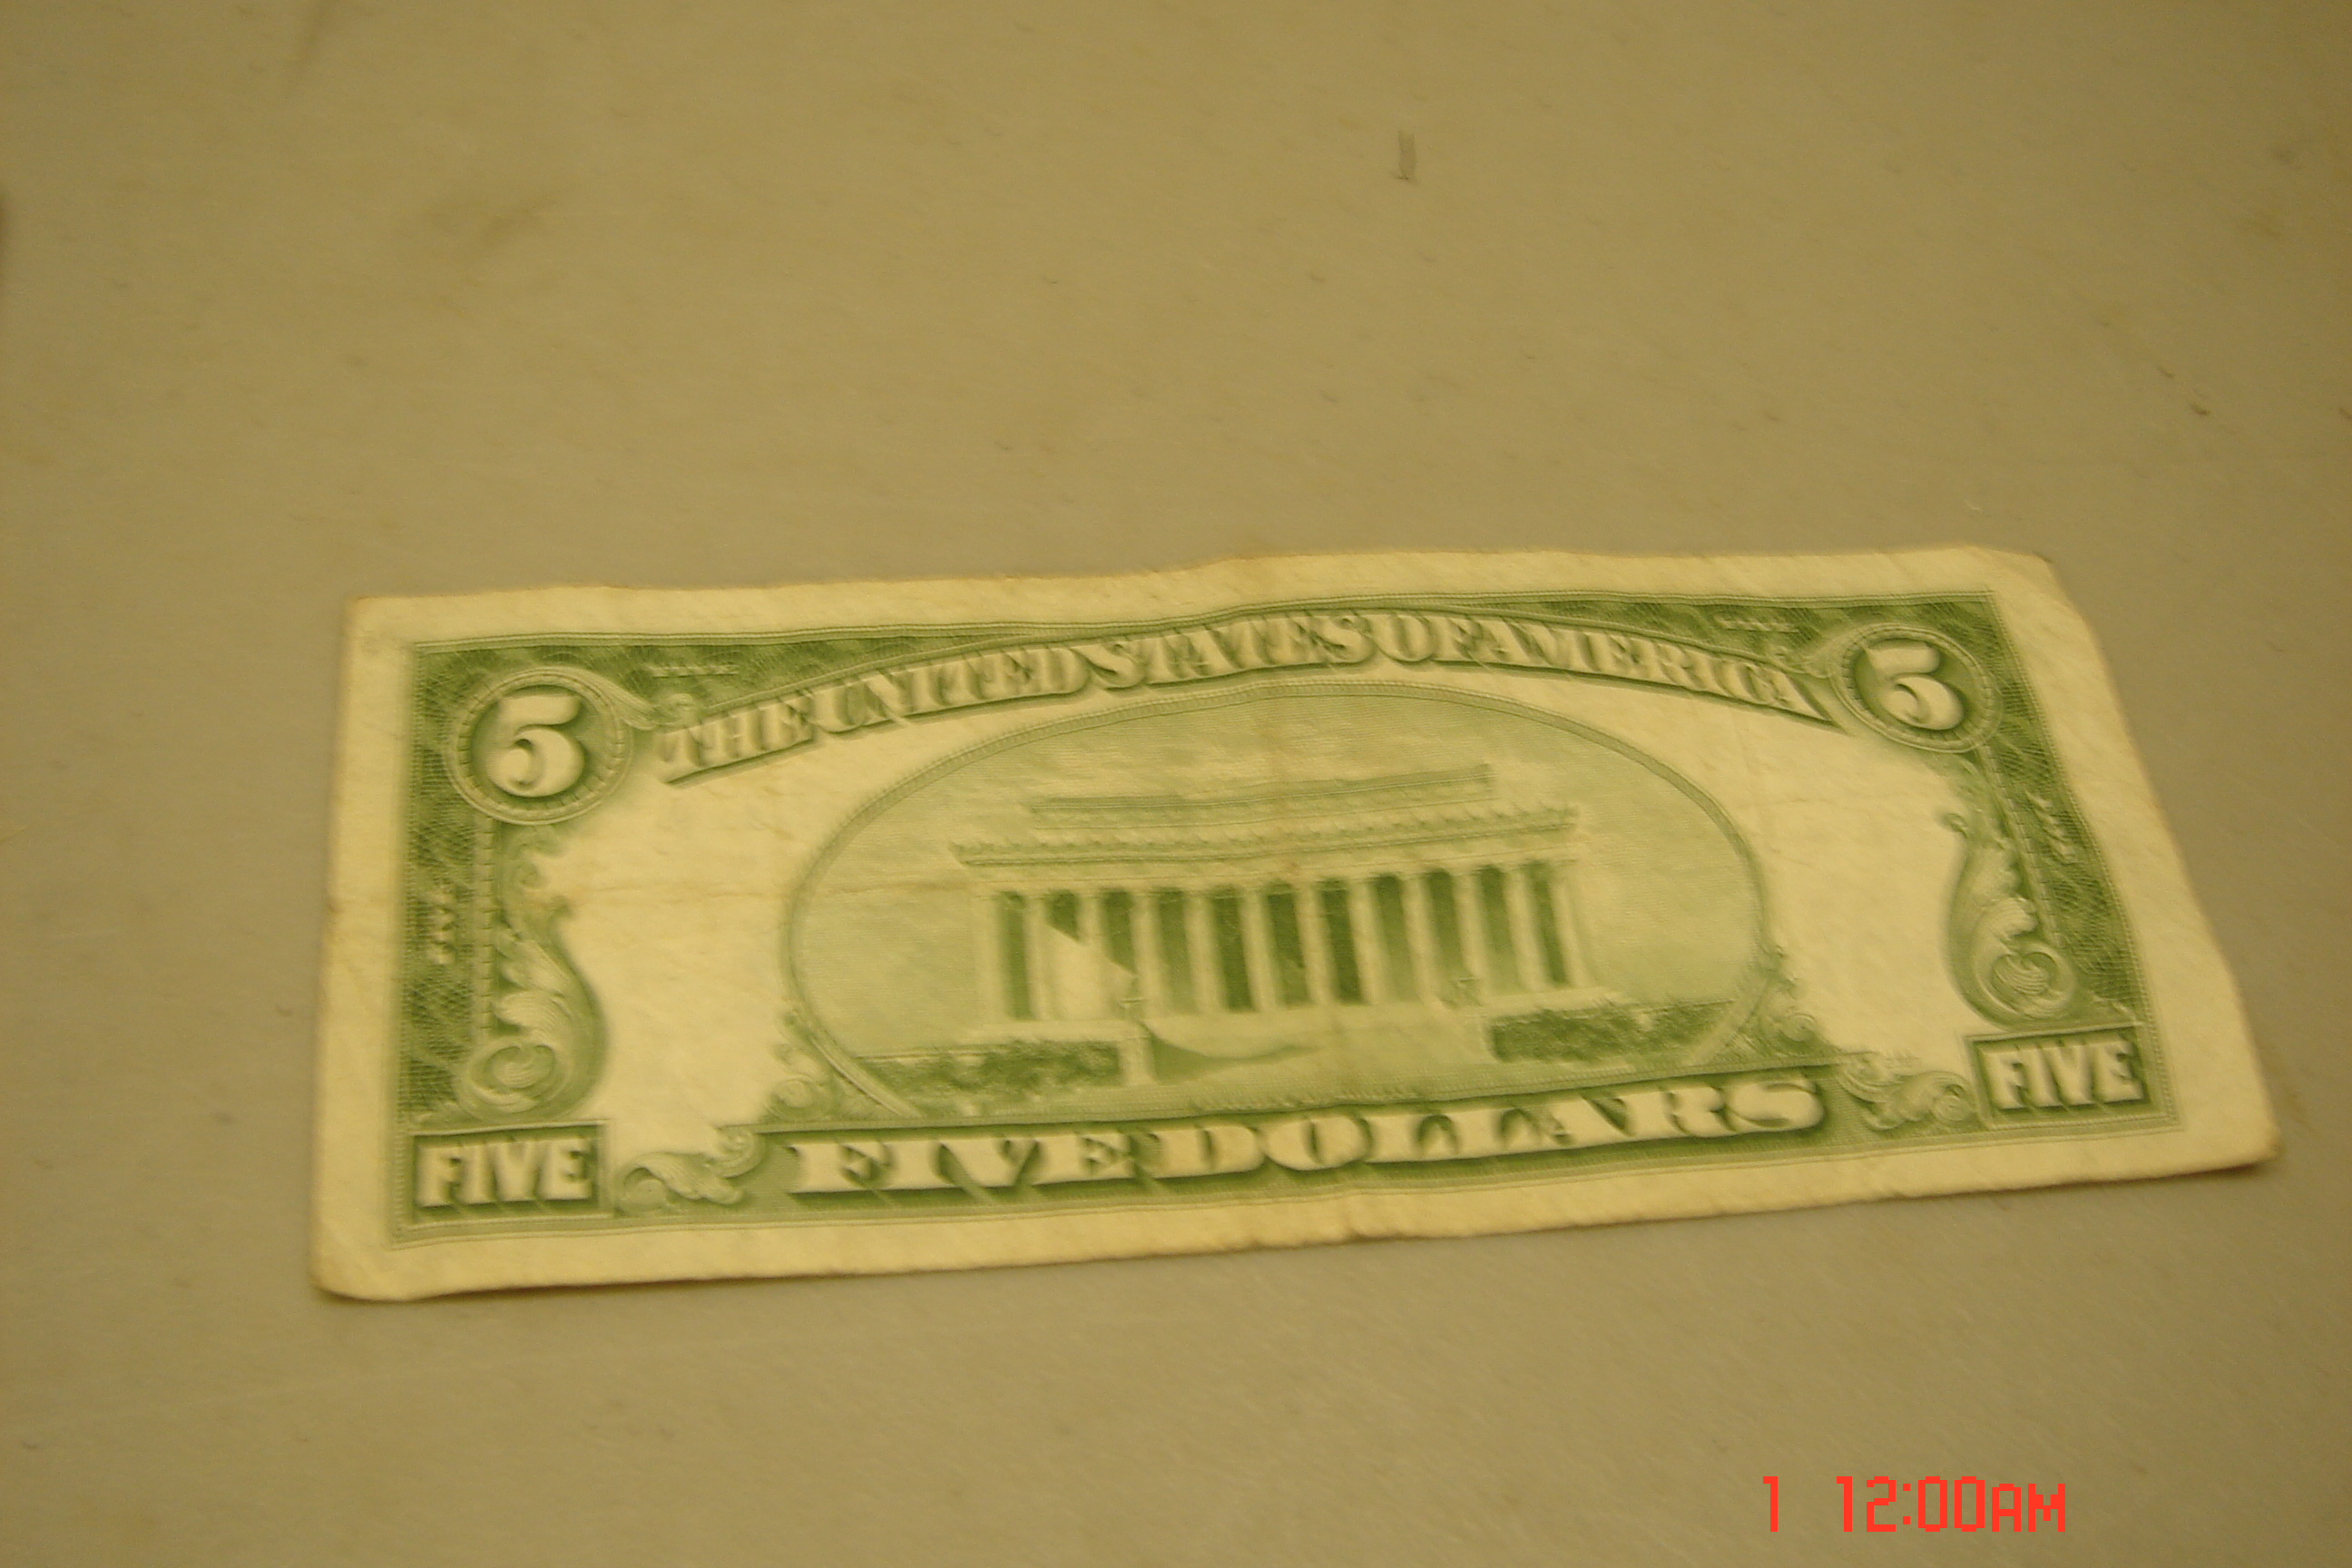 THE UNITED STATES OF AMERICA
5 5
FIVE FIVE DOLLARS FIVE
1 12:00AM